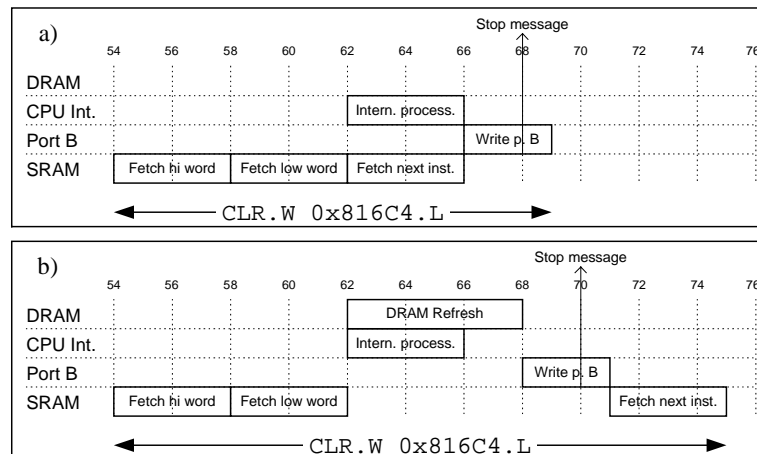 a)
Stop message
54 56 58 60 62 64 66 68 70 72 74 76
DRAM
CPU Int. Intern. process.
Port B Write p. B
SRAM Fetch hi word Fetch low word Fetch next inst.
CLR.W 0x816C4.L
b)
Stop message
54 56 58 60 62 64 66 68 70 72 74 76
DRAM DRAM Refresh
CPU Int. Intern. process.
Port B Write p. B
SRAM Fetch hi word Fetch low word Fetch next inst.
CLR.W 0x816C4.L